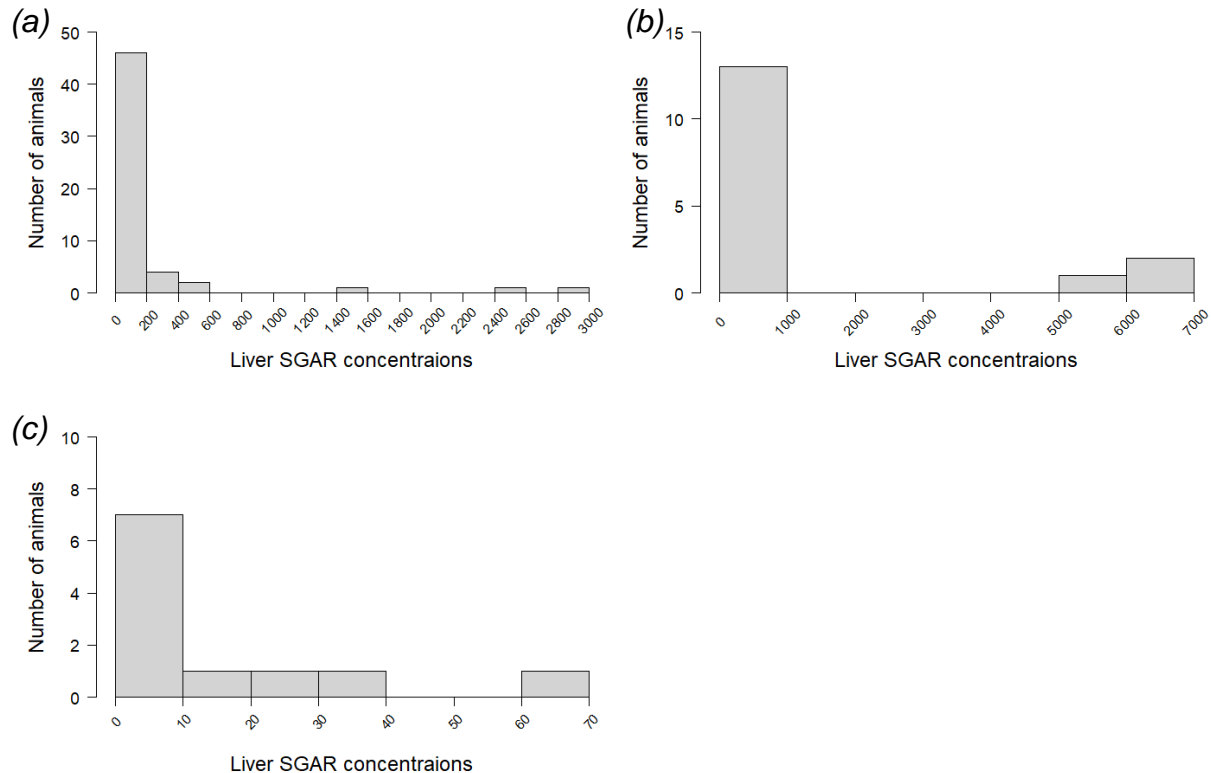 (a)
50
40
30
20
10
0
Number of animals
0 200 400 600 800 1000 1200 1400 1600 1800 2000 2200 2400 2600 2800 3000
Liver SGAR concentraions
(b)
15
10
5
0
Number of animals
0 1000 2000 3000 4000 5000 6000 7000
Liver SGAR concentraions
(c)
10
8
6
4
2
0
Number of animals
0 10 20 30 40 50 60 70
Liver SGAR concentraions